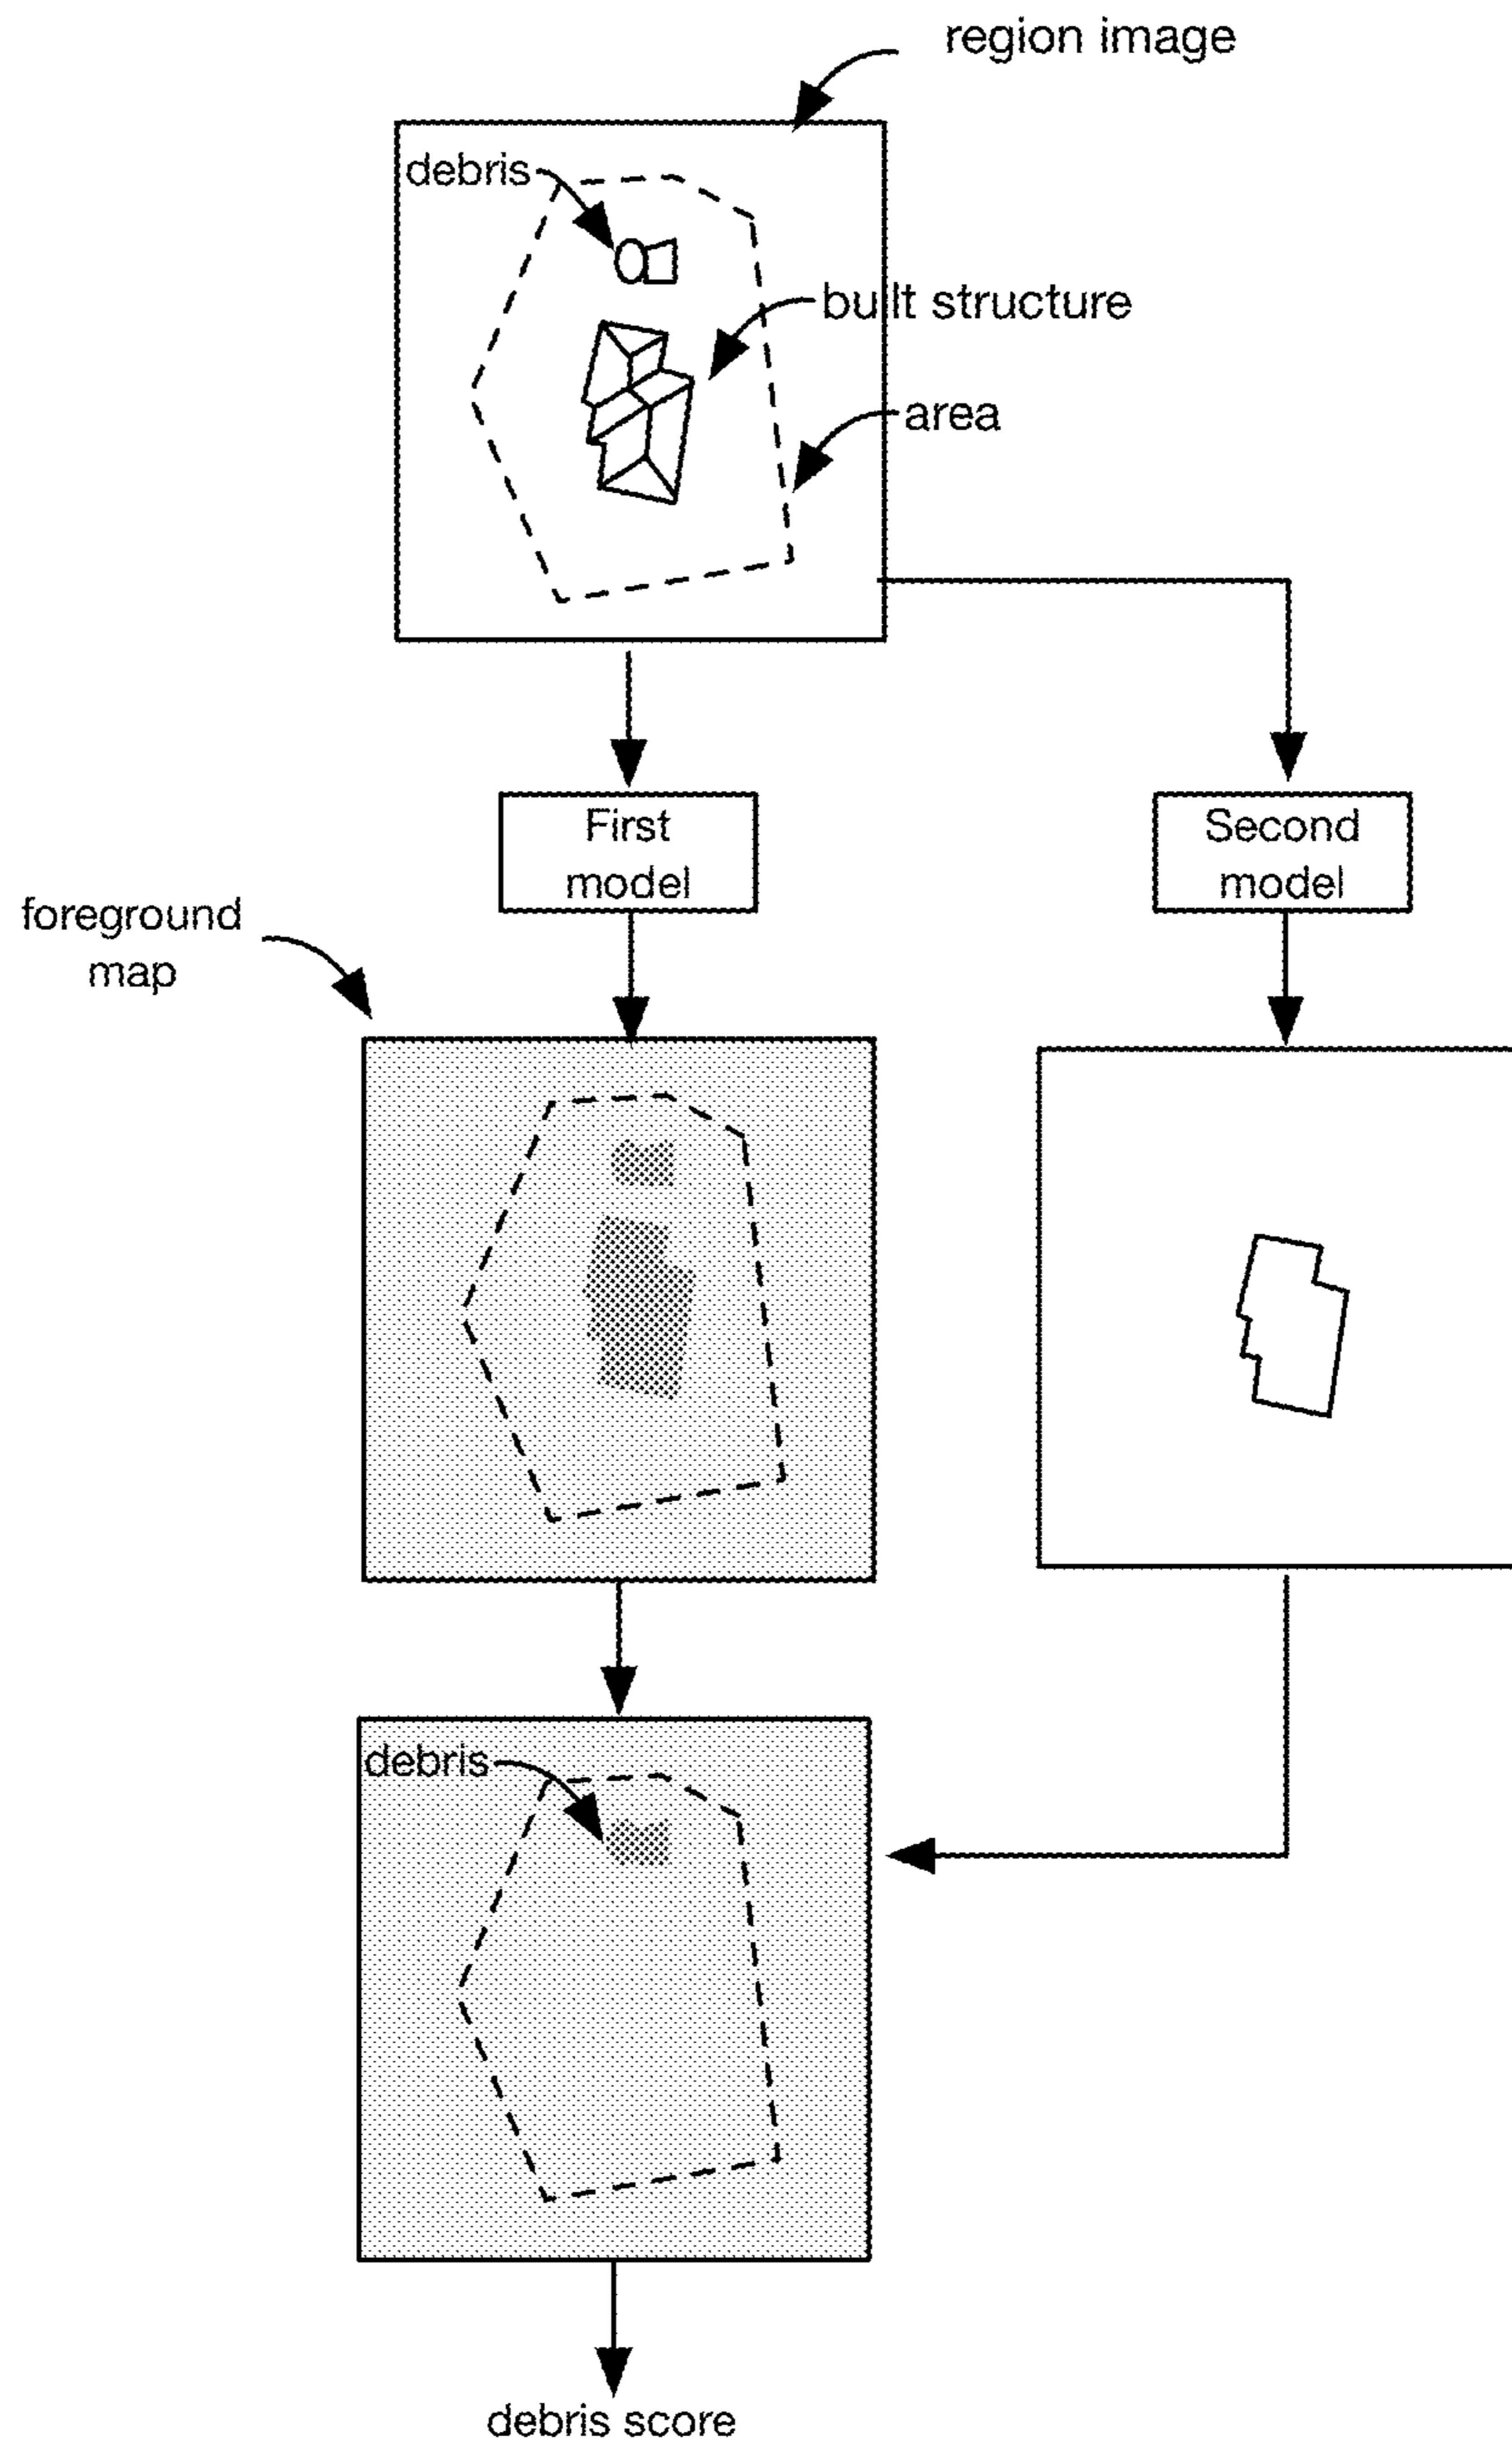 region image
debris
built structure
area
First
model
Second
model
foreground
map
debris
debris score